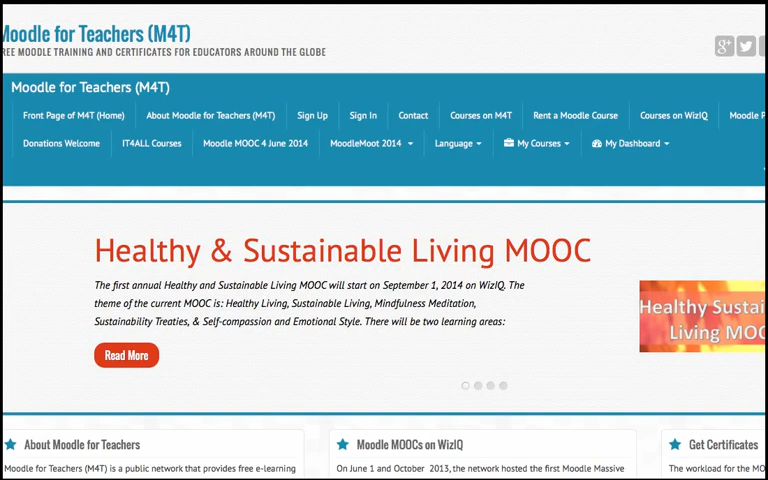 Moodle for Teachers (M4T)
REE MOODLE TRAINING AND CERTIFICATES FOR EDUCATORS AROUND THE GLOBE
Moodle for Teachers (M4T)
Front Page of M4T (Home) About Moodle for Teachers (M4T) Sign Up Sign In Contact Courses on M4T Rent a Moodle Course Courses on WizIQ Moodle P
Donations Welcome IT4ALL Courses Moodle MOOC 4 June 2014 MoodleMoot 2014 Language My Courses My Dashboard
Healthy & Sustainable Living MOOC
The first annual Healthy and Sustainable Living MOOC will start on September 1, 2014 on WizIQ. The
theme of the current MOOC is: Healthy Living, Sustainable Living, Mindfulness Meditation,
Sustainability Treaties, & Self-compassion and Emotional Style. There will be two learning areas:
Read More
Healthy Sustai
Living MOO
About Moodle for Teachers
Moodle for Teachers (M4T) is a public network that provides free e-learning
Moodle MOOCs on WizIQ
On June 1 and October 2013, the network hosted the first Moodle Massive
Get Certificates
The workload for the MO